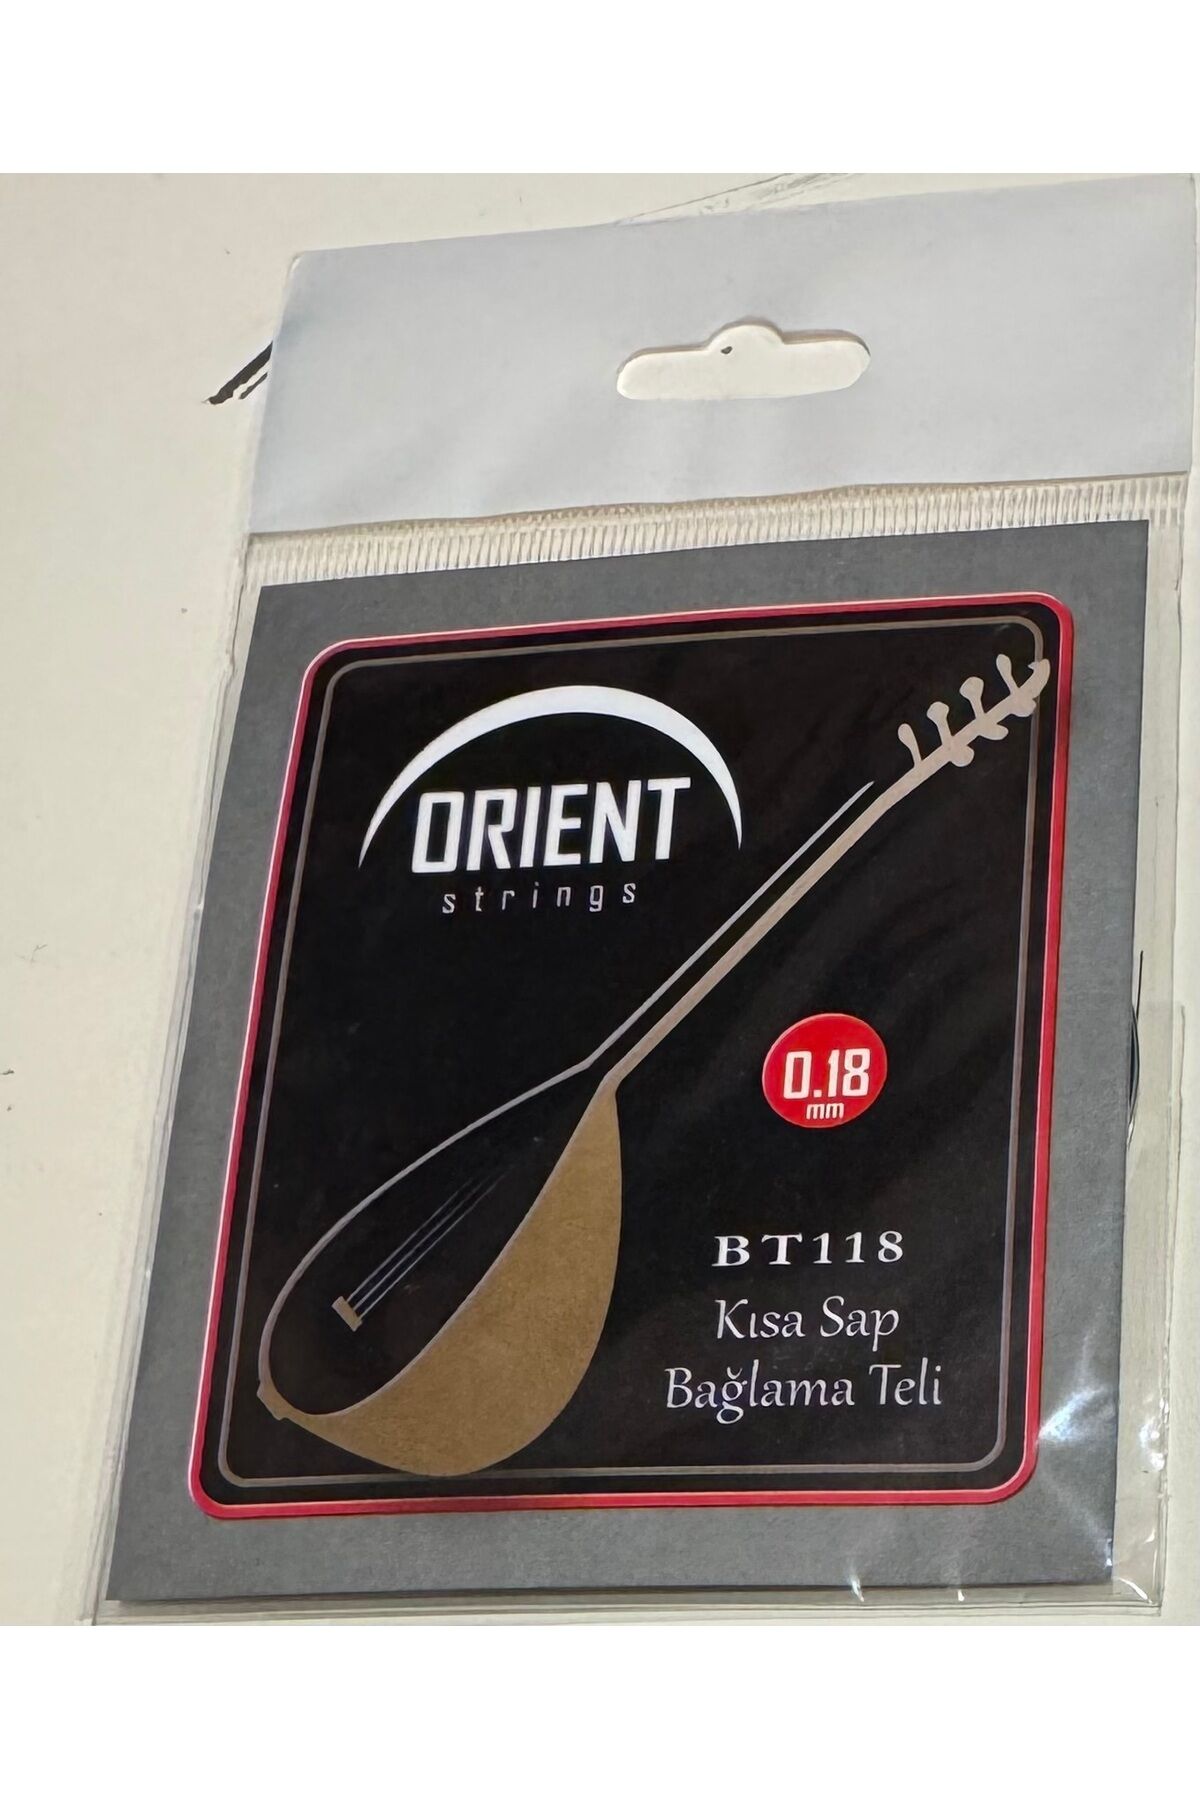 ORIENT
strings
0.18
mm
BT118
Kısa Sap
Bağlama Teli